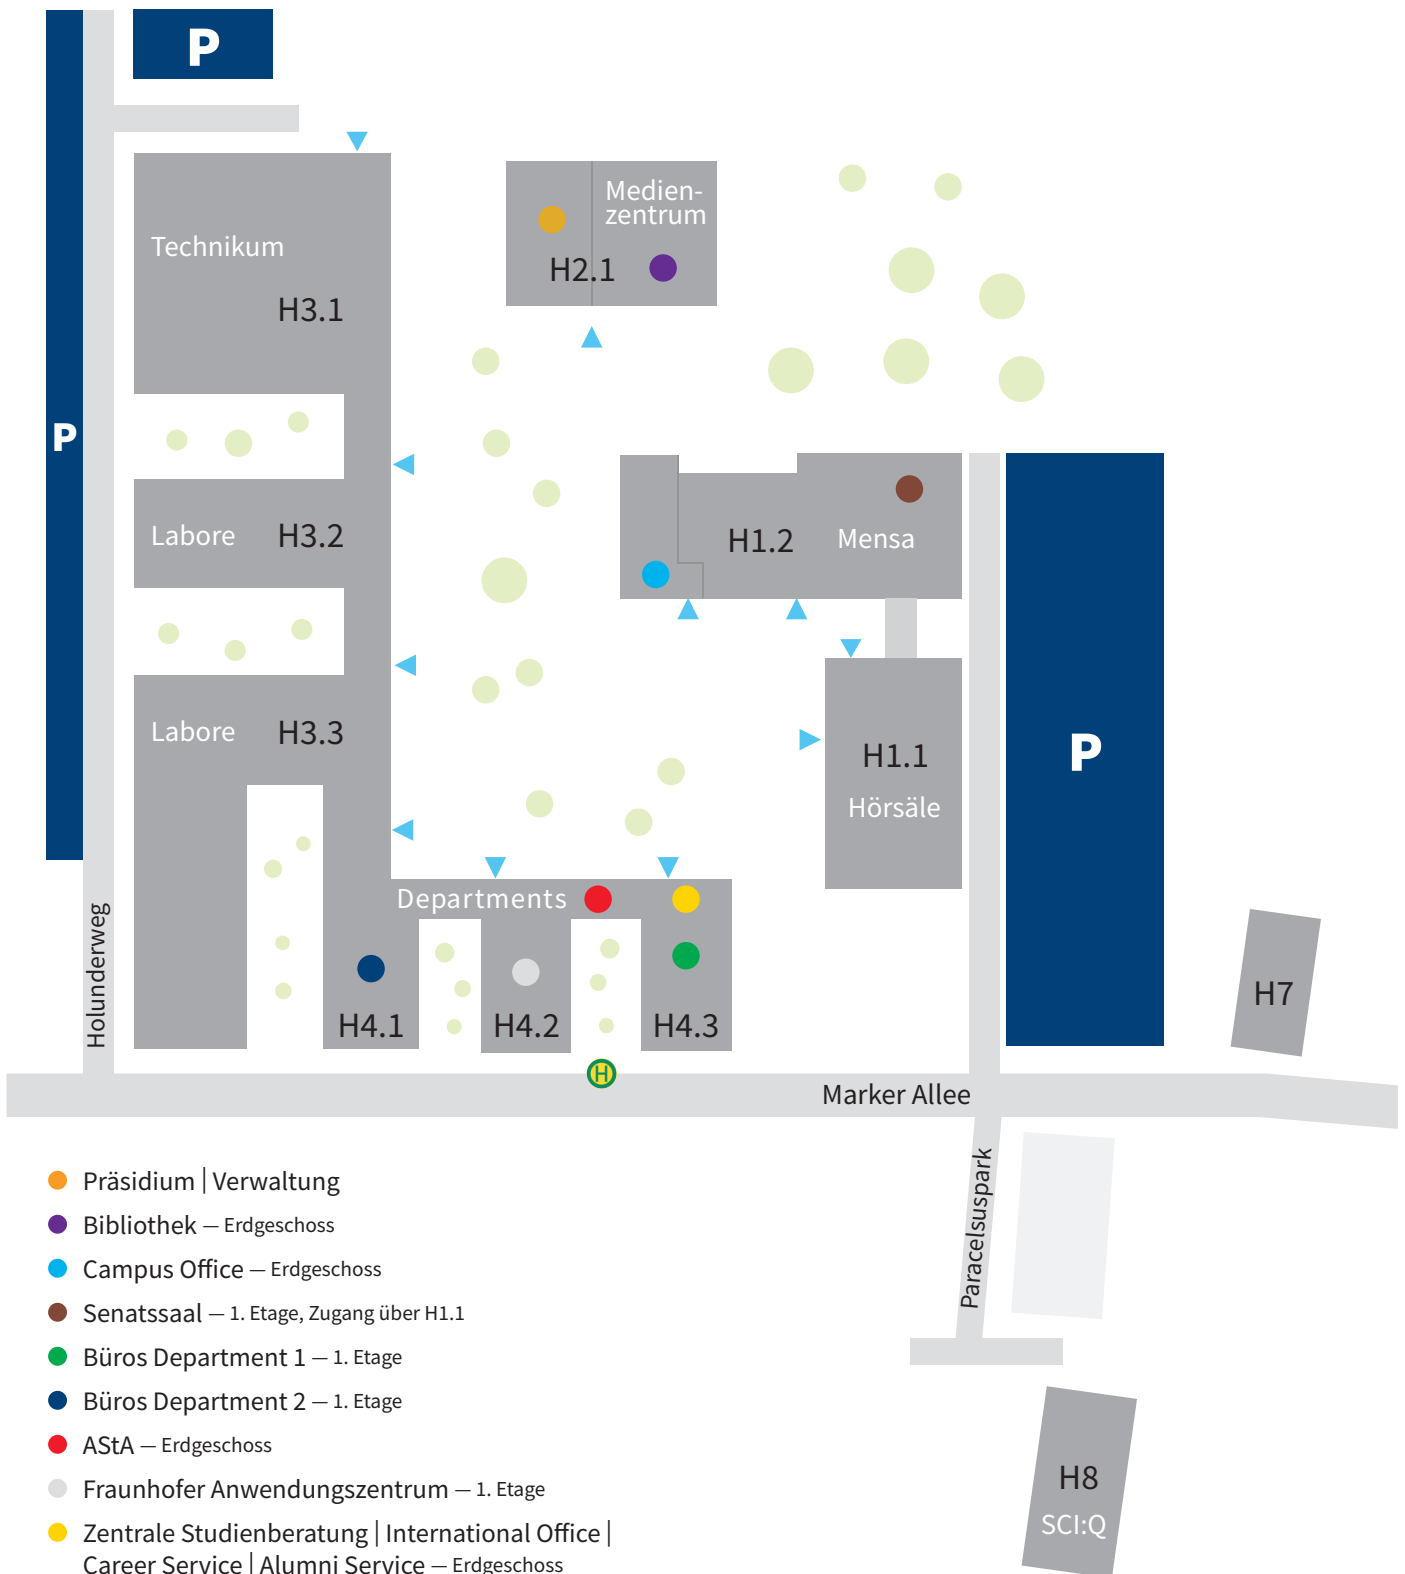 P
Technikum
H3.1
Medien-
zentrum
H2.1
P
Labore
H3.2
H1.2
Mensa
Labore
H3.3
H1.1
Hörsäle
P
Departments
Holunderweg
H4.1
H4.2
H4.3
H7
H
Marker Allee
Paracelsuspark
Präsidium | Verwaltung
Bibliothek — Erdgeschoss
Campus Office — Erdgeschoss
Senatssaal — 1. Etage, Zugang über H1.1
Büros Department 1 — 1. Etage
Büros Department 2 — 1. Etage
AStA — Erdgeschoss
Fraunhofer Anwendungszentrum — 1. Etage
Zentrale Studienberatung | International Office |
Career Service | Alumni Service — Erdgeschoss
H8
SCI:Q